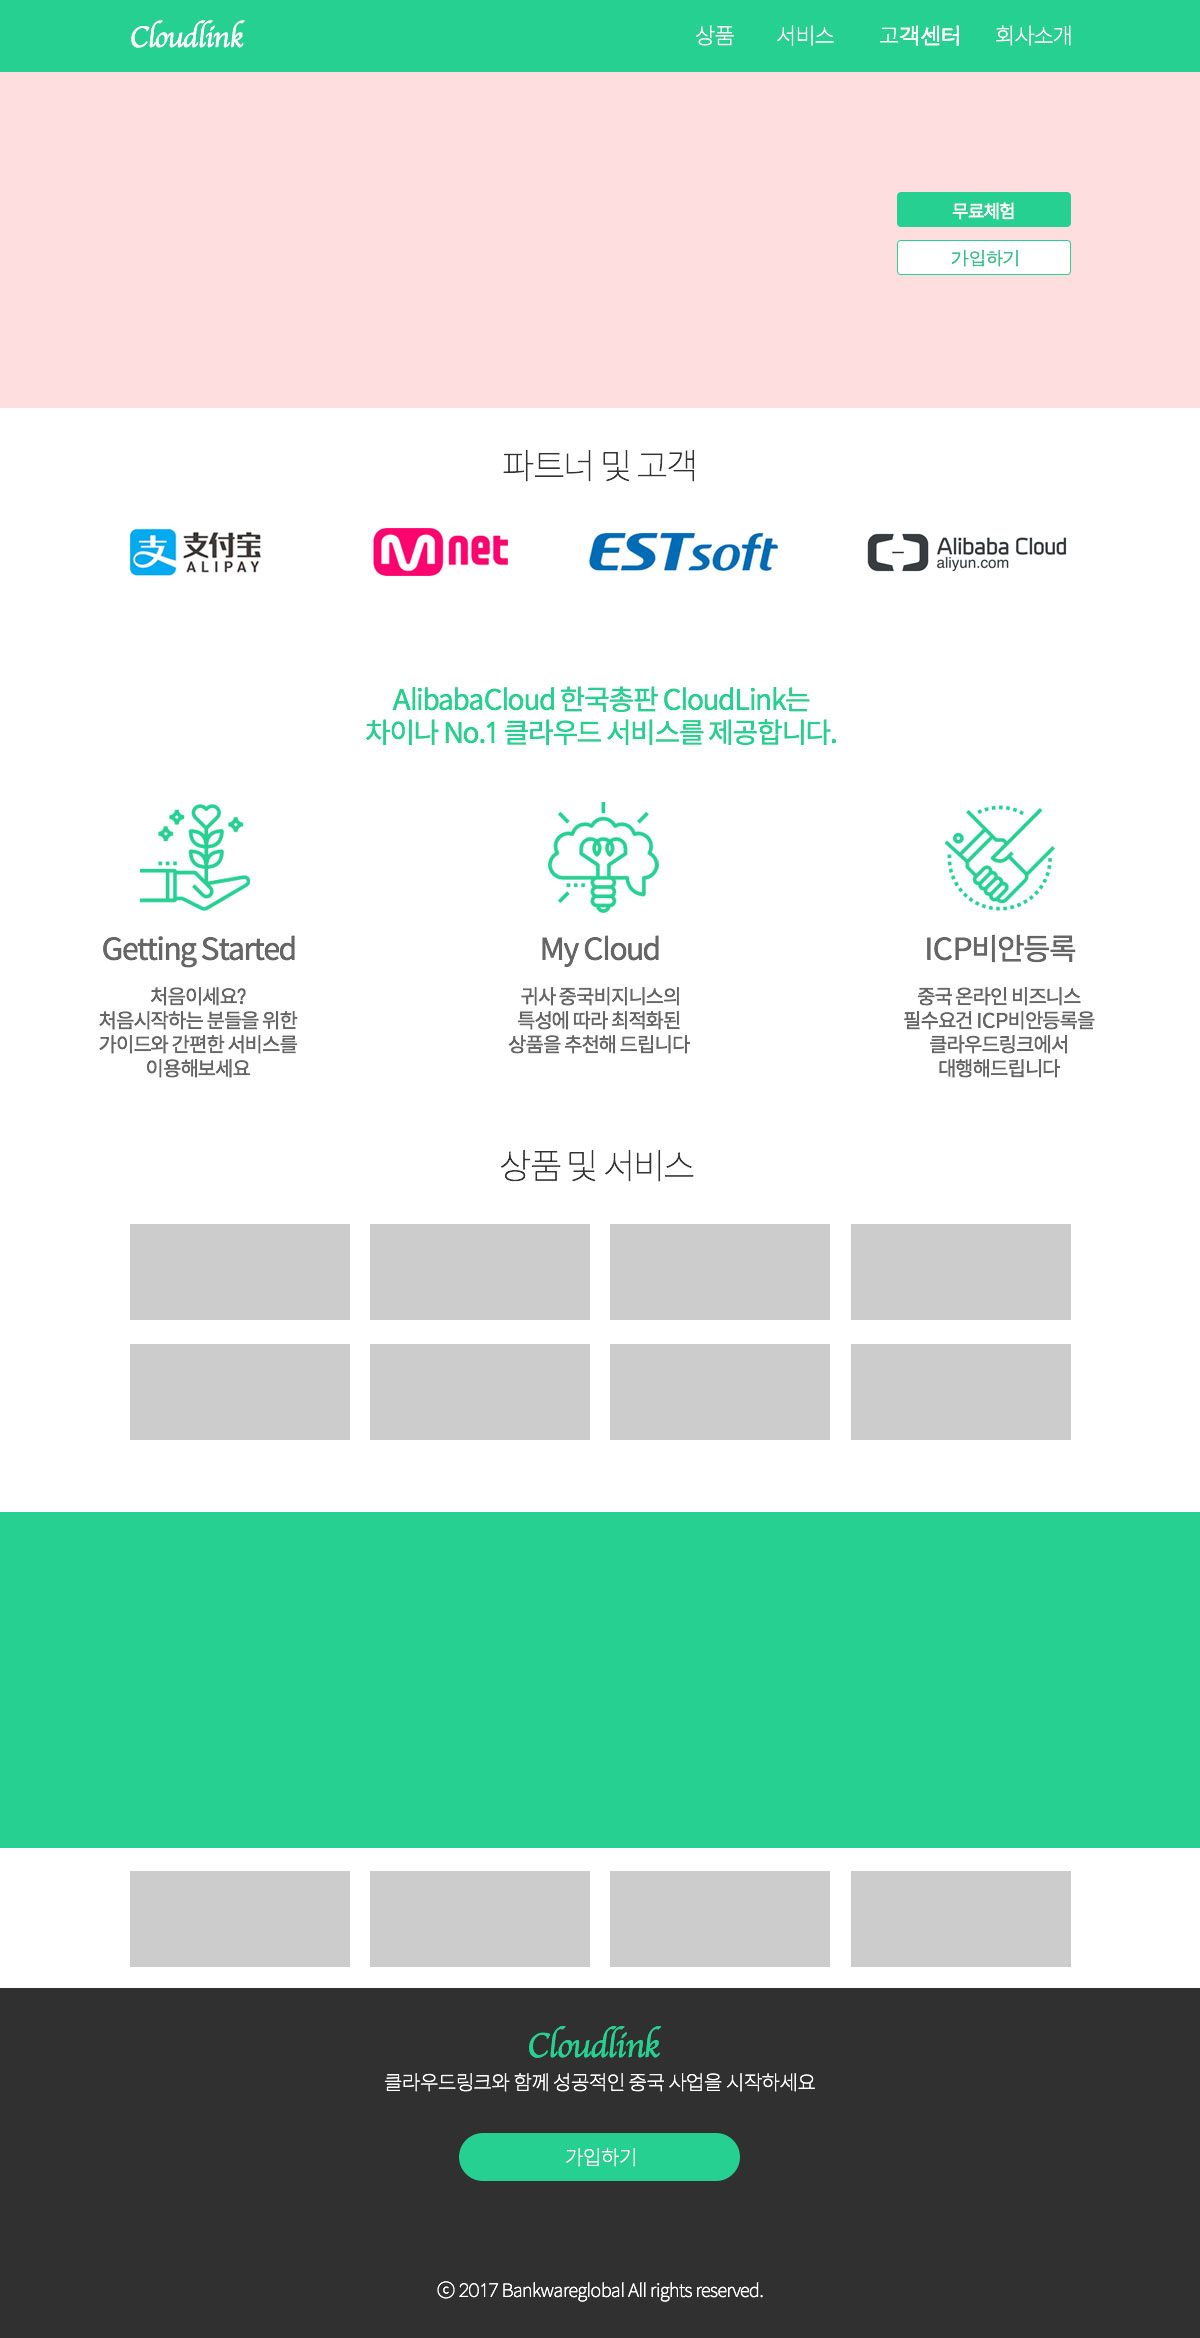 Cloudlink
상품 서비스 고객센터 회사소개
무료체험
가입하기
파트너 및 고객
支 支付宝
ALIPAY
M net
ESTsoft
Alibaba Cloud
aliyun.com
AlibabaCloud 한국총판 CloudLink는
차이나 No.1 클라우드 서비스를 제공합니다.
Getting Started
처음이세요?
처음시작하는 분들을 위한
가이드와 간편한 서비스를
이용해보세요
My Cloud
귀사 중국비지니스의
특성에 따라 최적화된
상품을 추천해 드립니다
ICP비안등록
중국 온라인 비즈니스
필수요건 ICP비안등록을
클라우드링크에서
대행해드립니다
상품 및 서비스
Cloudlink
클라우드링크와 함께 성공적인 중국 사업을 시작하세요
가입하기
ⓒ 2017 Bankwareglobal All rights reserved.